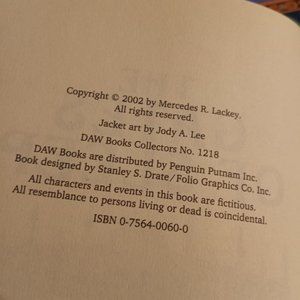 Copyright © 2002 by Mercedes R. Lackey.
All rights reserved.
Jacket art by Jody A. Lee
DAW Books Collectors No. 1218
DAW Books are distributed by Penguin Putnam Inc.
Book designed by Stanley S. Drate/Folio Graphics Co. Inc.
All characters and events in this book are fictitious,
All resemblance to persons living or dead is coincidental.
ISBN 0-7564-0060-0